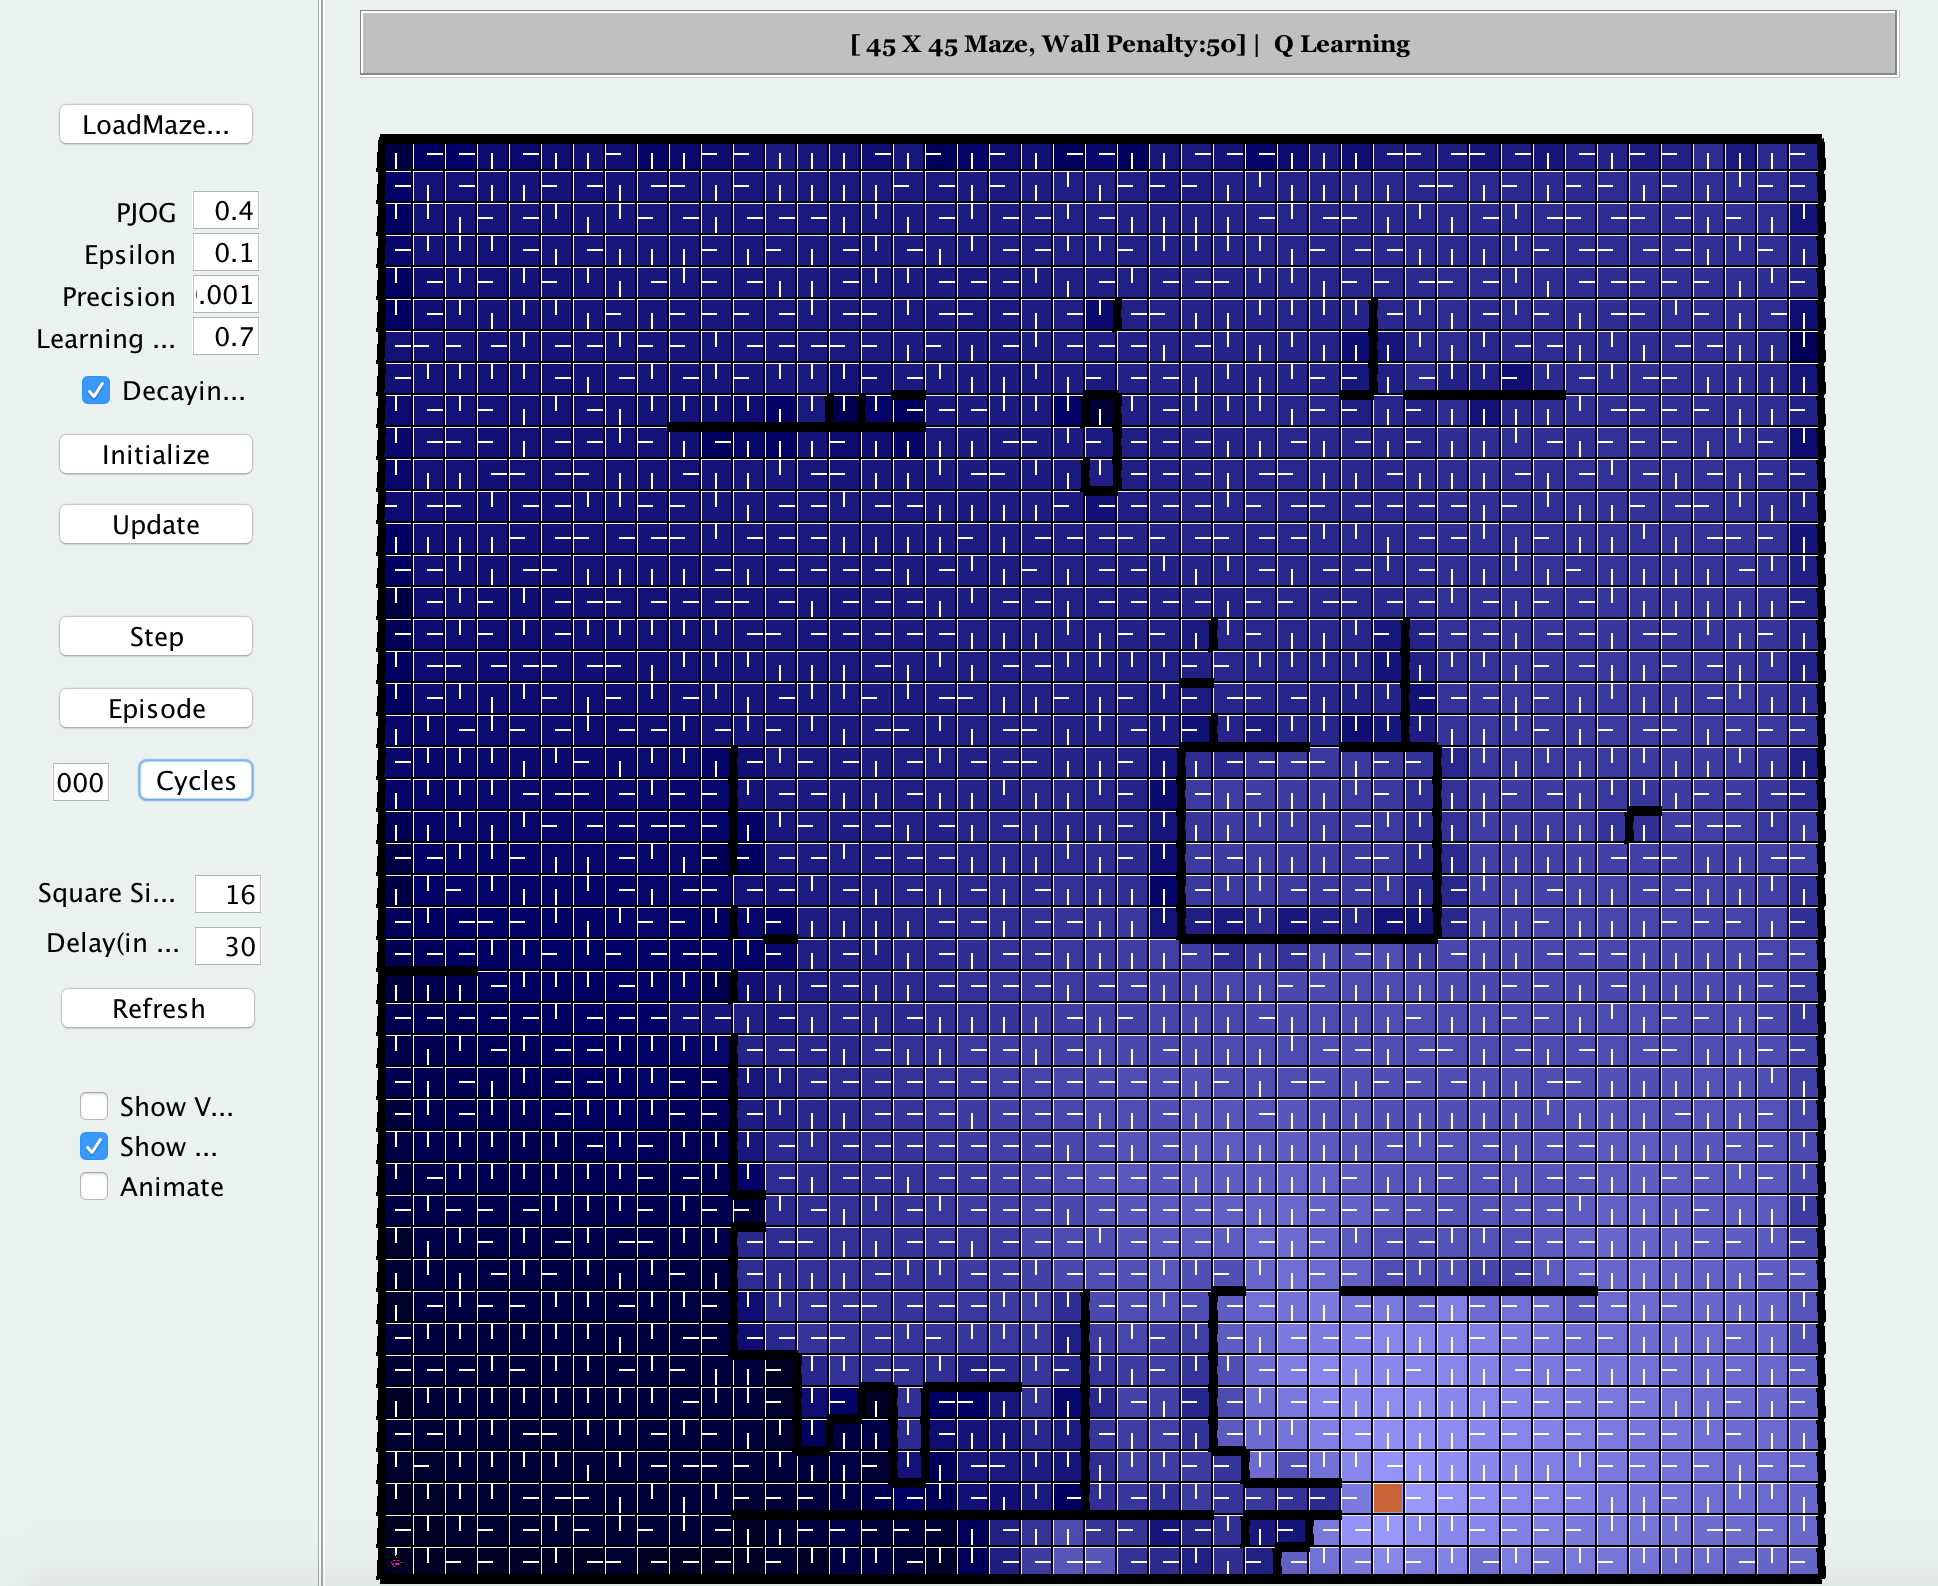 [ 45 X 45 Maze, Wall Penalty:50] | Q Learning
LoadMaze...
PJOG 0.4
Epsilon 0.1
Precision .001
Learning ... 0.7
Decayin...
Initialize
Update
Step
Episode
000 Cycles
Square Si... 16
Delay(in ... 30
Refresh
Show V...
Show ...
Animate